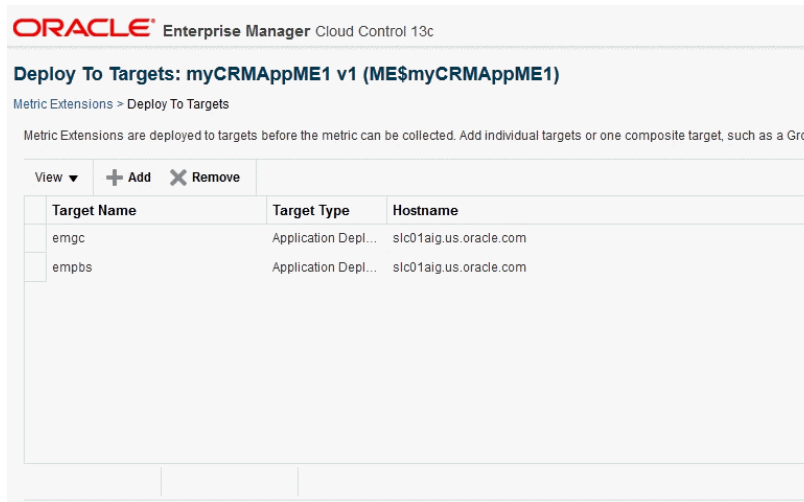 ORACLE Enterprise Manager Cloud Control 13c
Deploy To Targets: myCRMAppME1 v1 (ME$myCRMAppME1)
Metric Extensions > Deploy To Targets
Metric Extensions are deployed to targets before the metric can be collected. Add individual targets or one composite target, such as a Gro
View Add Remove
Target Name Target Type Hostname
emgc Application Depl... slc01aig.us.oracle.com
empbs Application Depl... slc01aig.us.oracle.com